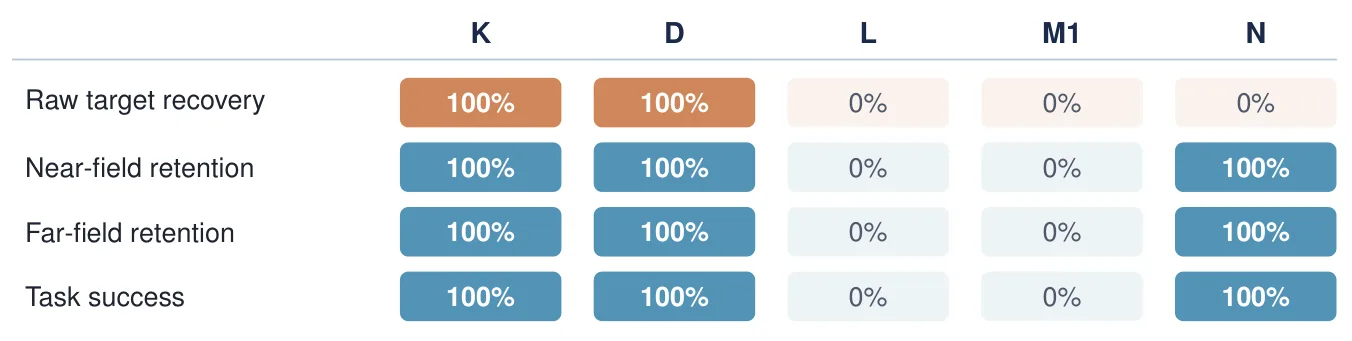 K D L M1 N
Raw target recovery 100% 100% 0% 0% 0%
Near-field retention 100% 100% 0% 0% 100%
Far-field retention 100% 100% 0% 0% 100%
Task success 100% 100% 0% 0% 100%